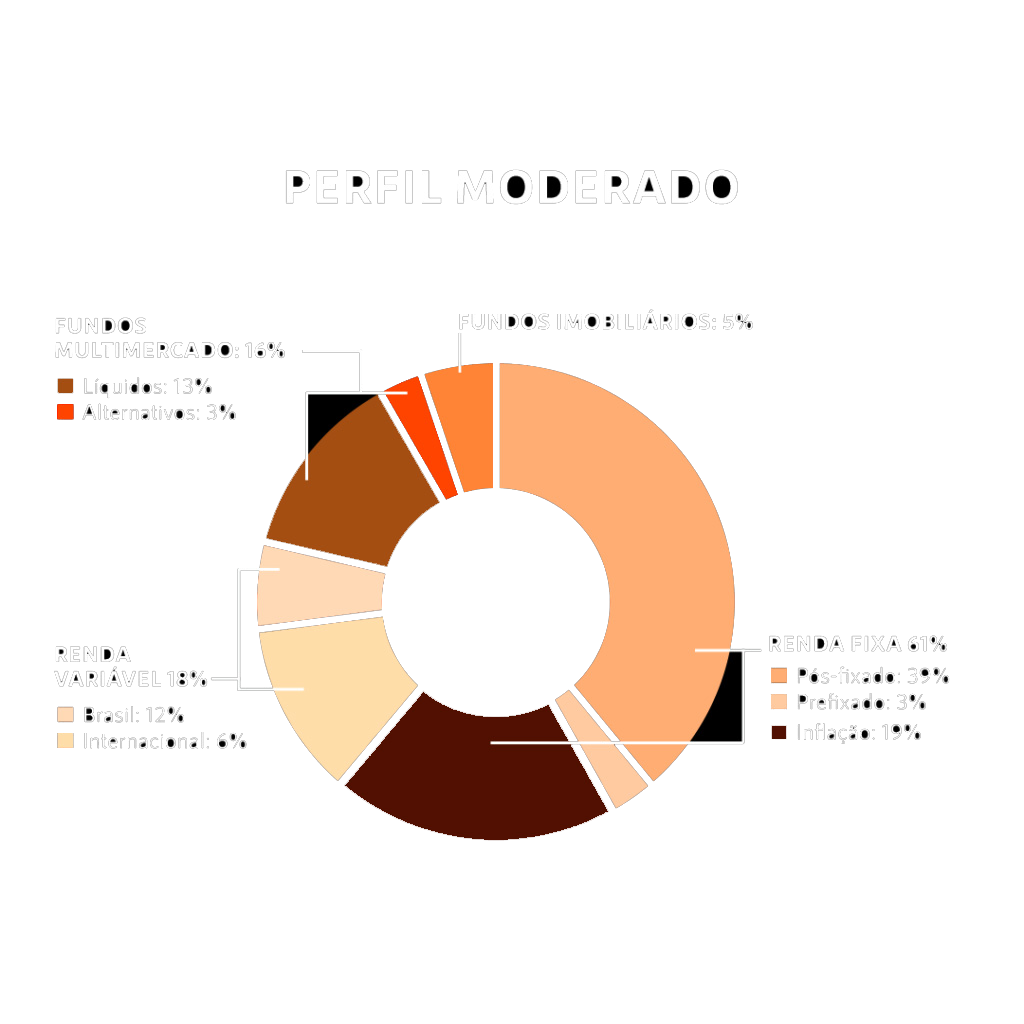 PERFIL MODERADO
FUNDOS IMOBILIÁRIOS: 5%
FUNDOS
MULTIMERCADO: 16%
Líquidos: 13%
Alternativos: 3%
RENDA FIXA 61%
Pós-fixado: 39%
Prefixado: 3%
Inflação: 19%
RENDA
VARIÁVEL 18%
Brasil: 12%
Internacional: 6%